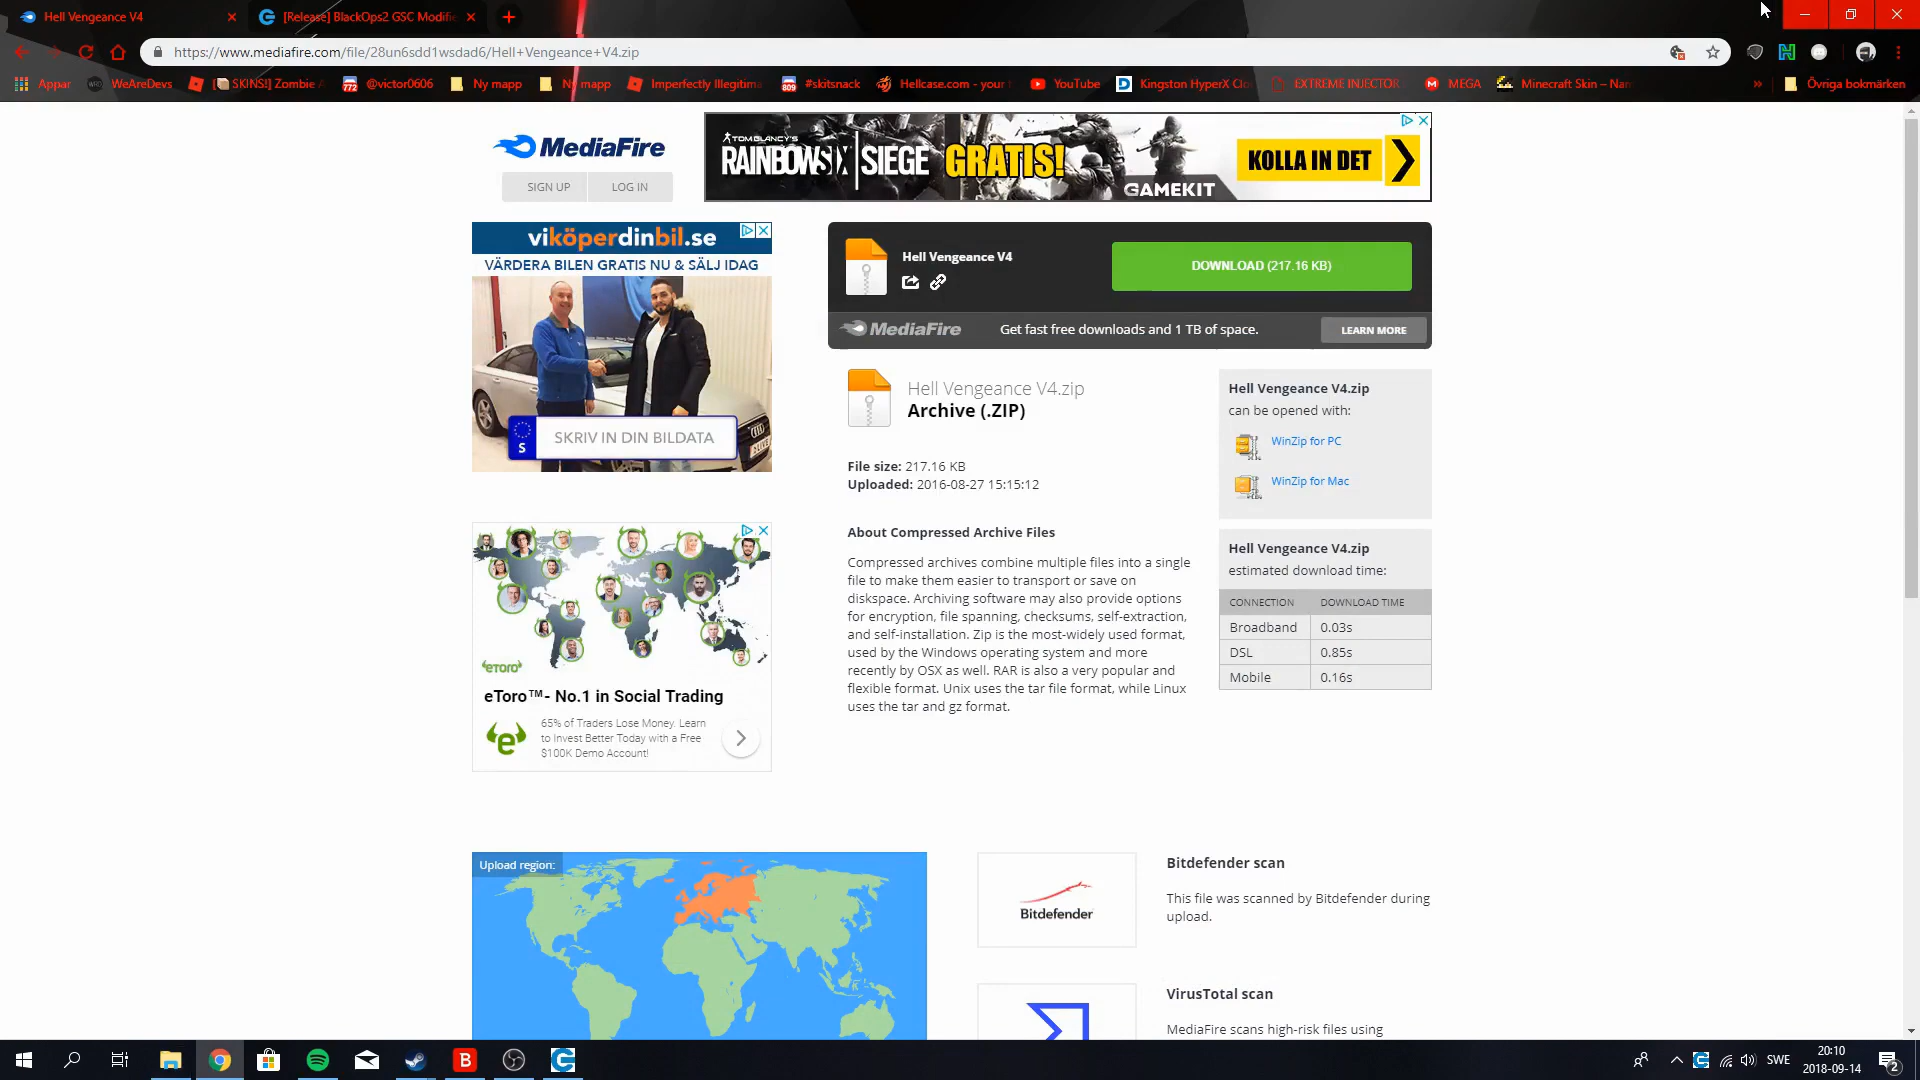 Hell Vengeance V4
[Release] BlackOps2 GSC Modifie
https://www.mediafire.com/file/28un6sdd1wsdad6/Hell+Vengeance+V4.zip
Appar
WeAreDevs
[ SKINS!] Zombie
@victor0606
Ny mapp
Ny mapp
Imperfectly Illegitima
#skitsnack
Hellcase.com - your
YouTube
Kingston HyperX Clo
EXTREME INJECTOR
MEGA
Minecraft Skin – Nam
Övriga bokmärken
MediaFire
SIGN UP
LOG IN
TOM CLANCY'S
RAINBOW SIX | SIEGE
GRATIS!
GAMEKIT
KOLLA IN DET
viköperdinbil.se
VÄRDERA BILEN GRATIS NU & SÄLJ IDAG
S
SKRIV IN DIN BILDATA
Hell Vengeance V4
DOWNLOAD (217.16 KB)
MediaFire
Get fast free downloads and 1 TB of space.
LEARN MORE
Hell Vengeance V4.zip
Archive (.ZIP)
File size: 217.16 KB
Uploaded: 2016-08-27 15:15:12
About Compressed Archive Files
Compressed archives combine multiple files into a single
file to make them easier to transport or save on
diskspace. Archiving software may also provide options
for encryption, file spanning, checksums, self-extraction,
and self-installation. Zip is the most-widely used format,
used by the Windows operating system and more
recently by OSX as well. RAR is also a very popular and
flexible format. Unix uses the tar file format, while Linux
uses the tar and gz format.
Hell Vengeance V4.zip
can be opened with:
WinZip for PC
WinZip for Mac
Hell Vengeance V4.zip
estimated download time:
CONNECTION DOWNLOAD TIME
Broadband 0.03s
DSL 0.85s
Mobile 0.16s
eToro
eToro™- No.1 in Social Trading
65% of Traders Lose Money. Learn
to Invest Better Today with a Free
$100K Demo Account!
Upload region:
Bitdefender
Bitdefender scan
This file was scanned by Bitdefender during
upload.
VirusTotal scan
MediaFire scans high-risk files using
SWE
20:10
2018-09-14
2